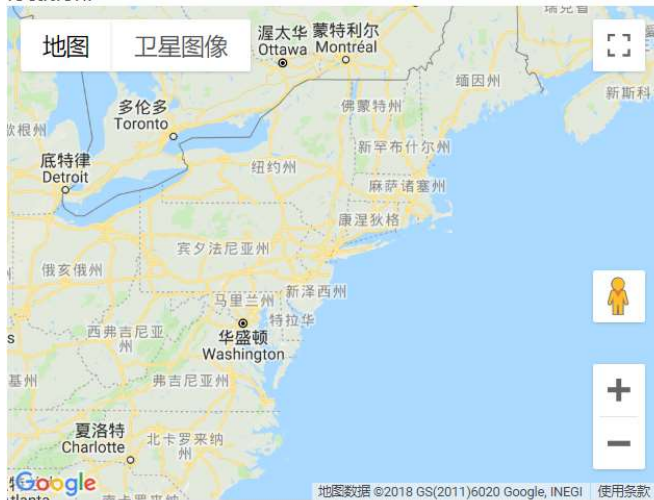 地图
卫星图像
渥太华
Ottawa
蒙特利尔
Montréal
缅因州
新斯科
佛蒙特州
多伦多
Toronto
新罕布什尔州
底特律
Detroit
纽约州
麻萨诸塞州
康涅狄格
宾夕法尼亚州
俄亥俄州
新泽西州
马里兰州
特拉华
西弗吉尼亚
州
华盛顿
Washington
弗吉尼亚州
基州
夏洛特
Charlotte
北卡罗来纳
州
Google
地图数据 ©2018 GS(2011)6020 Google, INEGI
使用条款